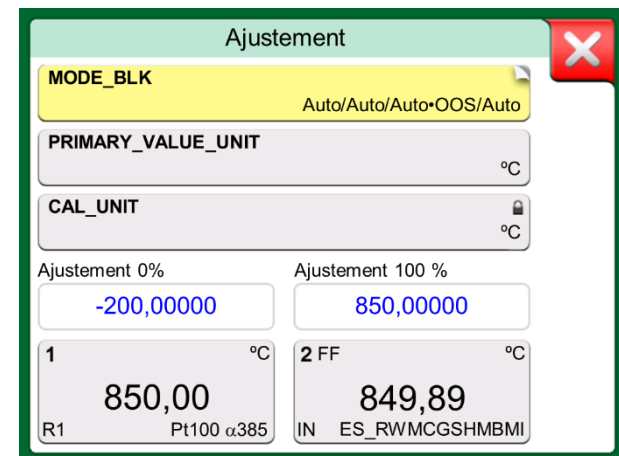 Ajustement
MODE_BLK
Auto/Auto/Auto•OOS/Auto
PRIMARY_VALUE_UNIT
ºC
CAL_UNIT
ºC
Ajustement 0% Ajustement 100 %
-200,00000 850,00000
1 ºC 2 FF ºC
850,00 849,89
R1 Pt100 α385 IN ES_RWMCGSHMBMI